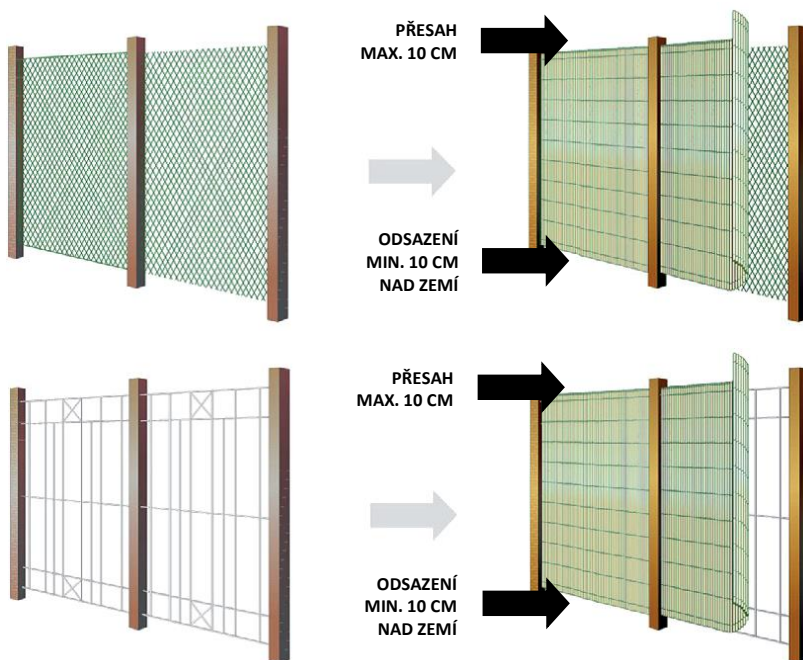 PŘESAH
MAX. 10 CM
ODSAZENÍ
MIN. 10 CM
NAD ZEMÍ
PŘESAH
MAX. 10 CM
ODSAZENÍ
MIN. 10 CM
NAD ZEMÍ